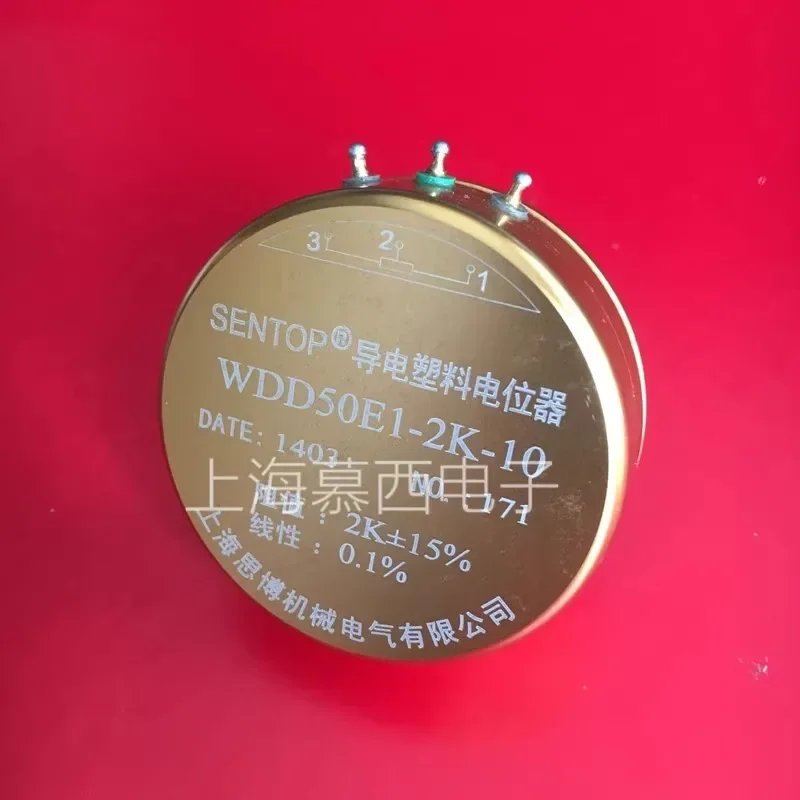 3 2 1
SENTOP® 导电塑料电位器
WDD50E1-2K-10
DATE: 1403 NO.: 171
上海慕西电子
阻值: 2K±15%
线性: 0.1%
上海思博机械电气有限公司